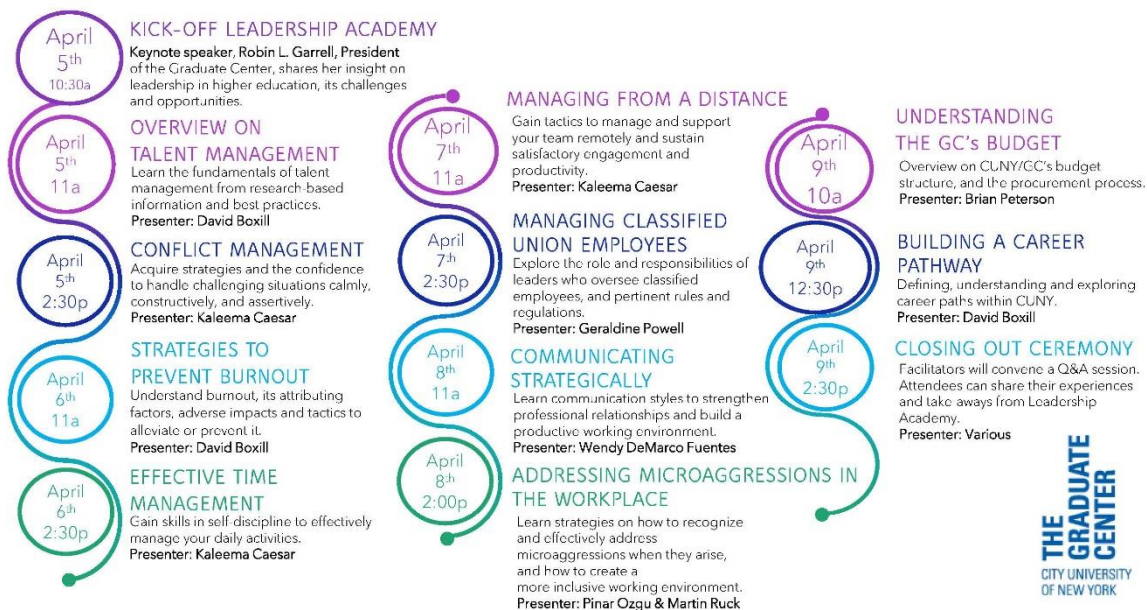 April
5th
10:30a
KICK-OFF LEADERSHIP ACADEMY
Keynote speaker, Robin L. Garrell, President
of the Graduate Center, shares her insight on
leadership in higher education, its challenges
and opportunities.
April
5th
11a
OVERVIEW ON
TALENT MANAGEMENT
Learn the fundamentals of talent
management from research-based
information and best practices.
Presenter: David Boxill
April
5th
2:30p
CONFLICT MANAGEMENT
Acquire strategies and the confidence
to handle challenging situations calmly,
constructively, and assertively.
Presenter: Kaleema Caesar
April
6th
11a
STRATEGIES TO
PREVENT BURNOUT
Understand burnout, its attributing
factors, adverse impacts and tactics to
alleviate or prevent it.
Presenter: David Boxill
April
6th
2:30p
EFFECTIVE TIME
MANAGEMENT
Gain skills in self-discipline to effectively
manage your daily activities.
Presenter: Kaleema Caesar
April
7th
11a
MANAGING FROM A DISTANCE
Gain tactics to manage and support
your team remotely and sustain
satisfactory engagement and
productivity.
Presenter: Kaleema Caesar
April
7th
2:30p
MANAGING CLASSIFIED
UNION EMPLOYEES
Explore the role and responsibilities of
leaders who oversee classified
employees, and pertinent rules and
regulations.
Presenter: Geraldine Powell
April
8th
11a
COMMUNICATING
STRATEGICALLY
Learn communication styles to strengthen
professional relationships and build a
productive working environment.
Presenter: Wendy DeMarco Fuentes
April
8th
2:00p
ADDRESSING MICROAGGRESSIONS IN
THE WORKPLACE
Learn strategies on how to recognize
and effectively address
microaggressions when they arise,
and how to create a
more inclusive working environment.
Presenter: Pinar Ozgu & Martin Ruck
April
9th
10a
UNDERSTANDING
THE GC's BUDGET
Overview on CUNY/GC's budget
structure, and the procurement process.
Presenter: Brian Peterson
April
9th
12:30p
BUILDING A CAREER
PATHWAY
Defining, understanding and exploring
career paths within CUNY.
Presenter: David Boxill
April
9th
2:30p
CLOSING OUT CEREMONY
Facilitators will convene a Q&A session.
Attendees can share their experiences
and take aways from Leadership
Academy.
Presenter: Various
THE
GRADUATE
CENTER
CITY UNIVERSITY
OF NEW YORK